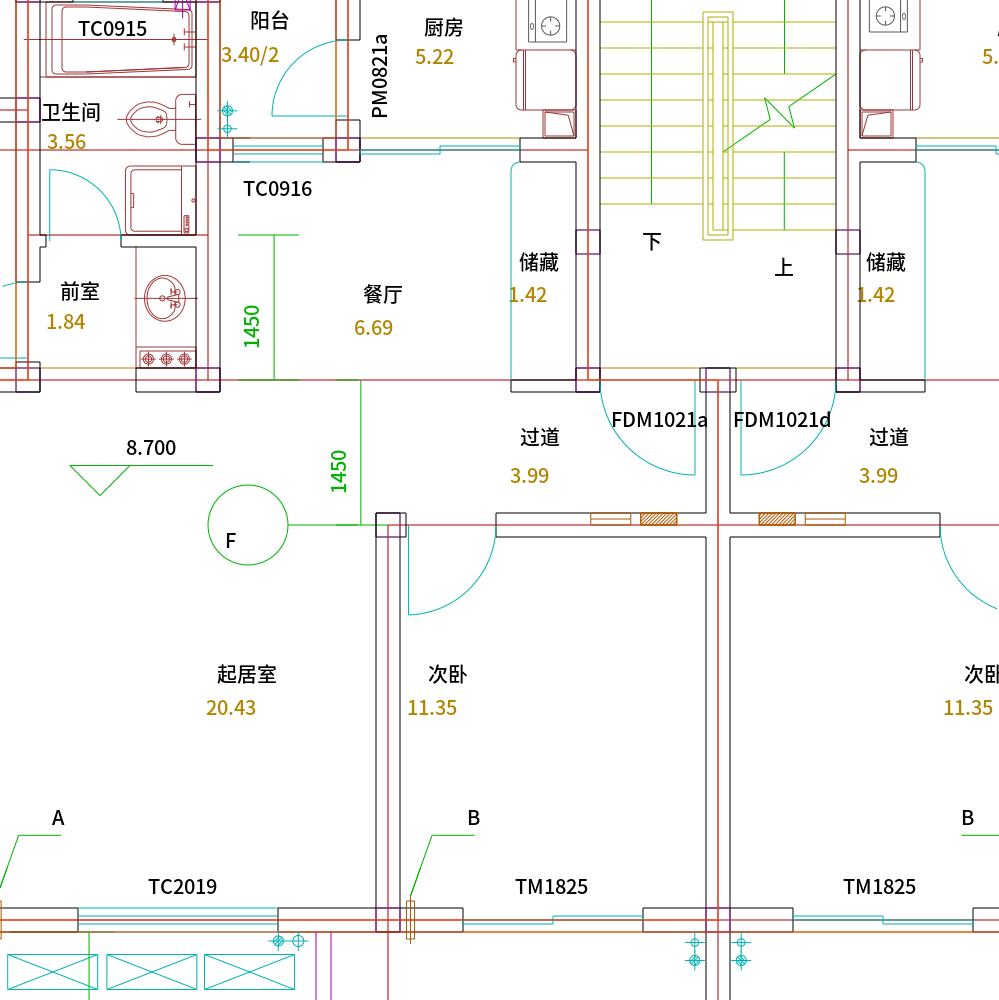 阳台
TC0915
厨房
3.40/2
5.22
5.
PM0821a
卫生间
3.56
TC0916
下
储藏
储藏
上
前室
餐厅
1.42
1.42
1.84
6.69
1450
FDM1021a
FDM1021d
过道
过道
8.700
1450
3.99
3.99
F
起居室
次卧
次卧
20.43
11.35
11.35
A
B
B
TC2019
TM1825
TM1825